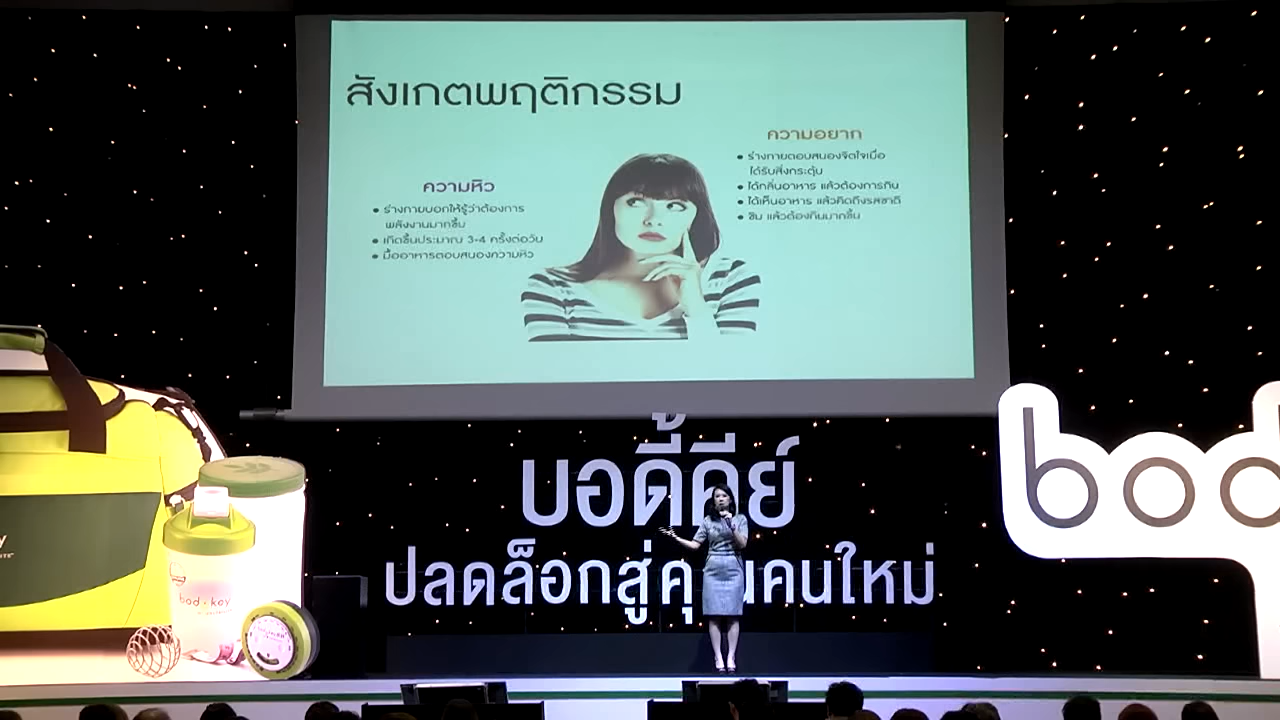 สังเกตพฤติกรรม
ความหิว
• ร่างกายบอกให้รู้ว่าต้องการ
พลังงานมากขึ้น
• เกิดขึ้นประมาณ 3-4 ครั้งต่อวัน
• มื้ออาหารตอบสนองความหิว
ความอยาก
• ร่างกายตอบสนองจิตใจเมื่อ
ได้รับสิ่งกระตุ้น
• ได้กลิ่นอาหาร แล้วต้องการกิน
• ได้เห็นอาหาร แล้วคิดถึงรสชาติ
• ชิม แล้วต้องกินมากขึ้น
บอดี้คีย์
ปลดล็อกสู่คุณคนใหม่
bod
bod•key